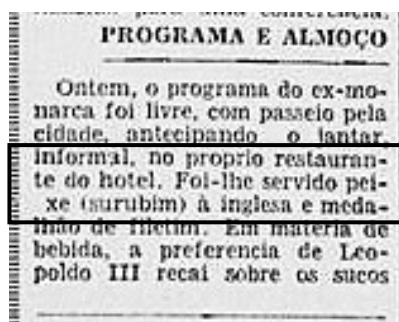 PROGRAMA E ALMOÇO
Ontem, o programa do ex-mo-
narca foi livre, com passeio pela
cidade, antecipando o jantar,
informal, no proprio restauran-
te do hotel. Foi-lhe servido pei-
xe (surubim) à inglesa e meda-
lhão de filetim. Em materia de
bebida, a preferencia de Leo-
poldo III recai sobre os sucos